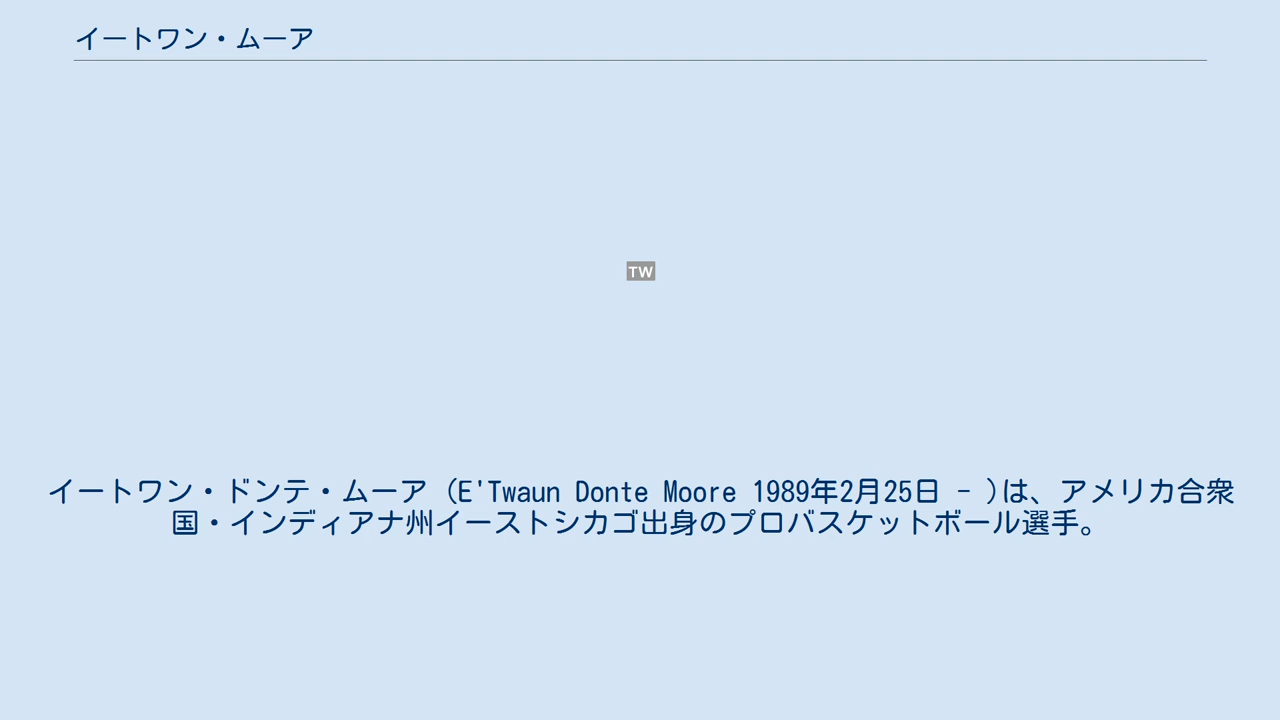 イートワン・ムーア
TW
イートワン・ドンテ・ムーア (E'Twaun Donte Moore 1989年2月25日 - )は、アメリカ合衆
国・インディアナ州イーストシカゴ出身のプロバスケットボール選手。